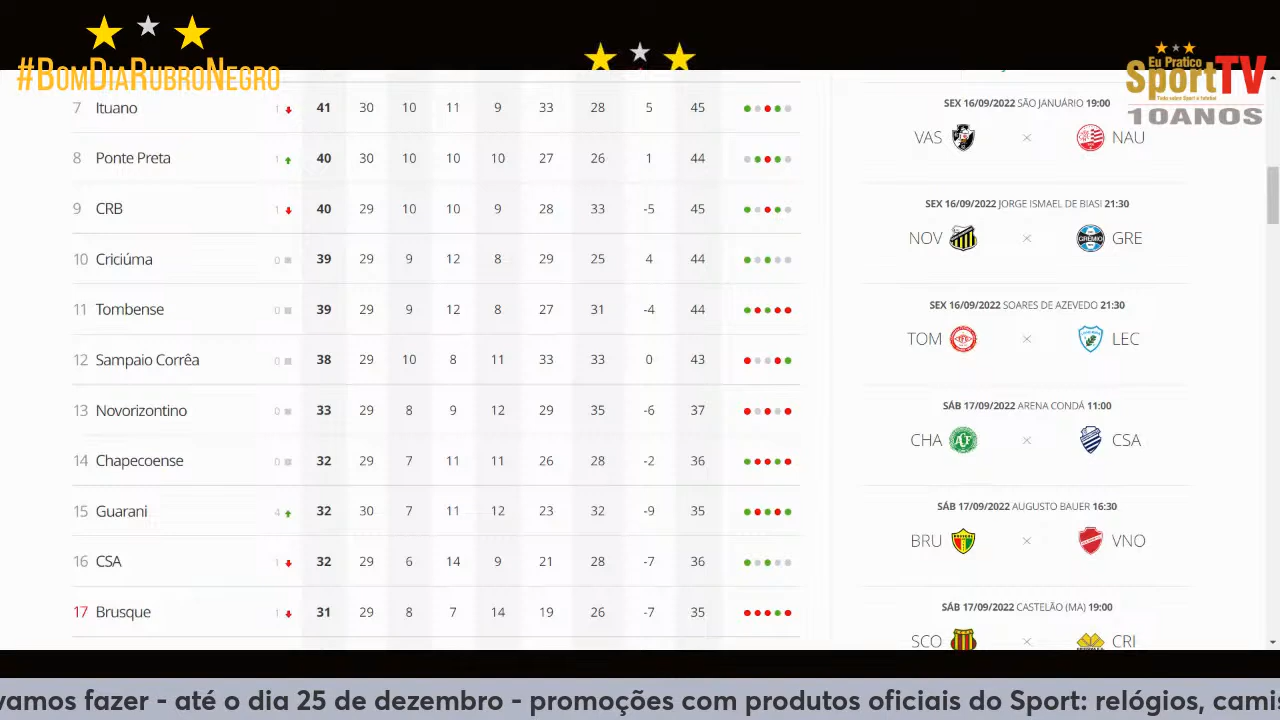 #BomDiaRubroNegro
Eu Pratico
SportTV
Tudo sobre Sport é futebol
10ANOS
7 Ituano 1 41 30 10 11 9 33 28 5 45
8 Ponte Preta 1 40 30 10 10 10 27 26 1 44
9 CRB 1 40 29 10 10 9 28 33 -5 45
10 Criciúma 0 39 29 9 12 8 29 25 4 44
11 Tombense 0 39 29 9 12 8 27 31 -4 44
12 Sampaio Corrêa 0 38 29 10 8 11 33 33 0 43
13 Novorizontino 0 33 29 8 9 12 29 35 -6 37
14 Chapecoense 0 32 29 7 11 11 26 28 -2 36
15 Guarani 4 32 30 7 11 12 23 32 -9 35
16 CSA 1 32 29 6 14 9 21 28 -7 36
17 Brusque 1 31 29 8 7 14 19 26 -7 35
SEX 16/09/2022 SÃO JANUÁRIO 19:00
VAS × NAU
SEX 16/09/2022 JORGE ISMAEL DE BIASI 21:30
NOV × GRE
SEX 16/09/2022 SOARES DE AZEVEDO 21:30
TOM × LEC
SÁB 17/09/2022 ARENA CONDÁ 11:00
CHA × CSA
SÁB 17/09/2022 AUGUSTO BAUER 16:30
BRU × VNO
SÁB 17/09/2022 CASTELÃO (MA) 19:00
SCO × CRI
vamos fazer - até o dia 25 de dezembro - promoções com produtos oficiais do Sport: relógios, camis